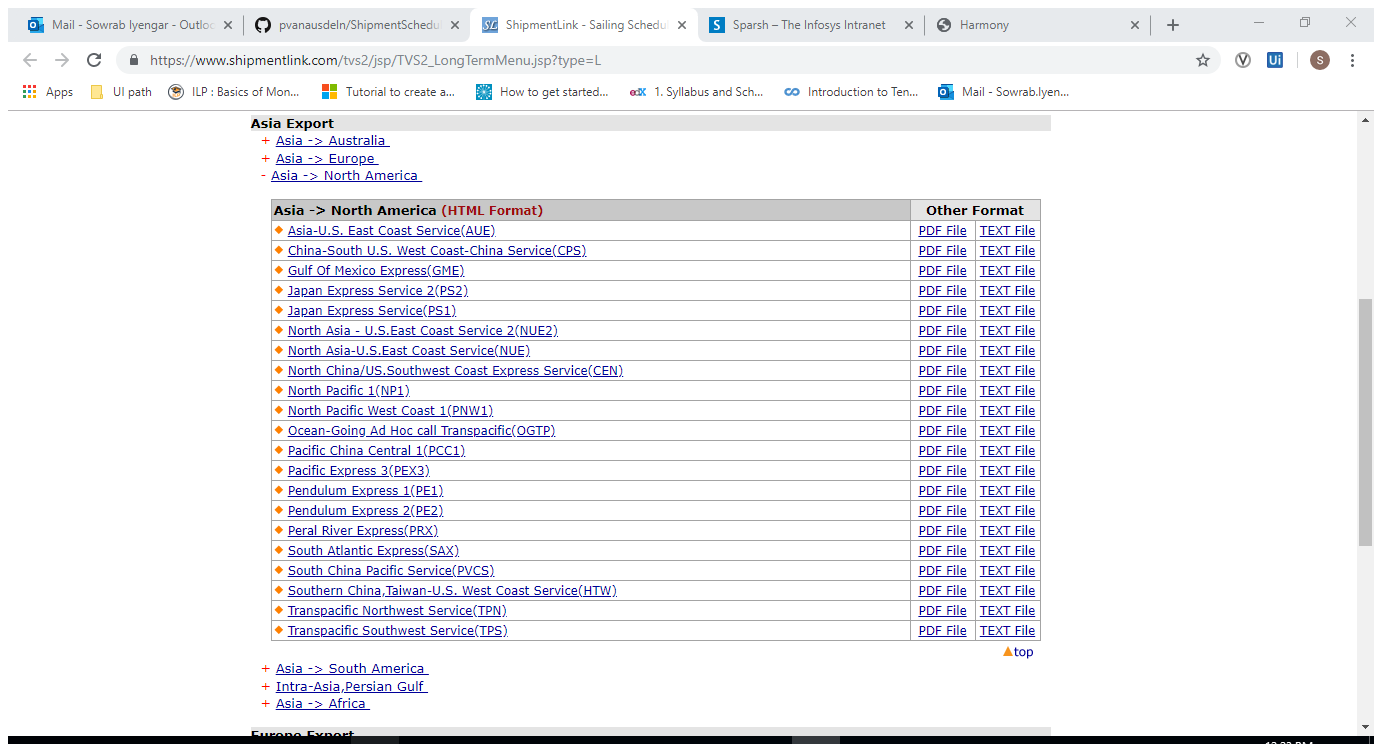 Mail - Sowrab Iyengar - Outloo
pvanausdeln/ShipmentSchedul
ShipmentLink - Sailing Schedul
Sparsh – The Infosys Intranet
Harmony
https://www.shipmentlink.com/tvs2/jsp/TVS2_LongTermMenu.jsp?type=L
Apps UI path ILP : Basics of Mon... Tutorial to create a... How to get started... edX 1. Syllabus and Sch... Introduction to Ten... Mail - Sowrab.Iyen...
Asia Export
+ Asia -> Australia
+ Asia -> Europe
- Asia -> North America
Asia -> North America (HTML Format) Other Format
Asia-U.S. East Coast Service(AUE) PDF File TEXT File
China-South U.S. West Coast-China Service(CPS) PDF File TEXT File
Gulf Of Mexico Express(GME) PDF File TEXT File
Japan Express Service 2(PS2) PDF File TEXT File
Japan Express Service(PS1) PDF File TEXT File
North Asia - U.S.East Coast Service 2(NUE2) PDF File TEXT File
North Asia-U.S.East Coast Service(NUE) PDF File TEXT File
North China/US.Southwest Coast Express Service(CEN) PDF File TEXT File
North Pacific 1(NP1) PDF File TEXT File
North Pacific West Coast 1(PNW1) PDF File TEXT File
Ocean-Going Ad Hoc call Transpacific(OGTP) PDF File TEXT File
Pacific China Central 1(PCC1) PDF File TEXT File
Pacific Express 3(PEX3) PDF File TEXT File
Pendulum Express 1(PE1) PDF File TEXT File
Pendulum Express 2(PE2) PDF File TEXT File
Peral River Express(PRX) PDF File TEXT File
South Atlantic Express(SAX) PDF File TEXT File
South China Pacific Service(PVCS) PDF File TEXT File
Southern China,Taiwan-U.S. West Coast Service(HTW) PDF File TEXT File
Transpacific Northwest Service(TPN) PDF File TEXT File
Transpacific Southwest Service(TPS) PDF File TEXT File
top
+ Asia -> South America
+ Intra-Asia,Persian Gulf
+ Asia -> Africa
Europe Export